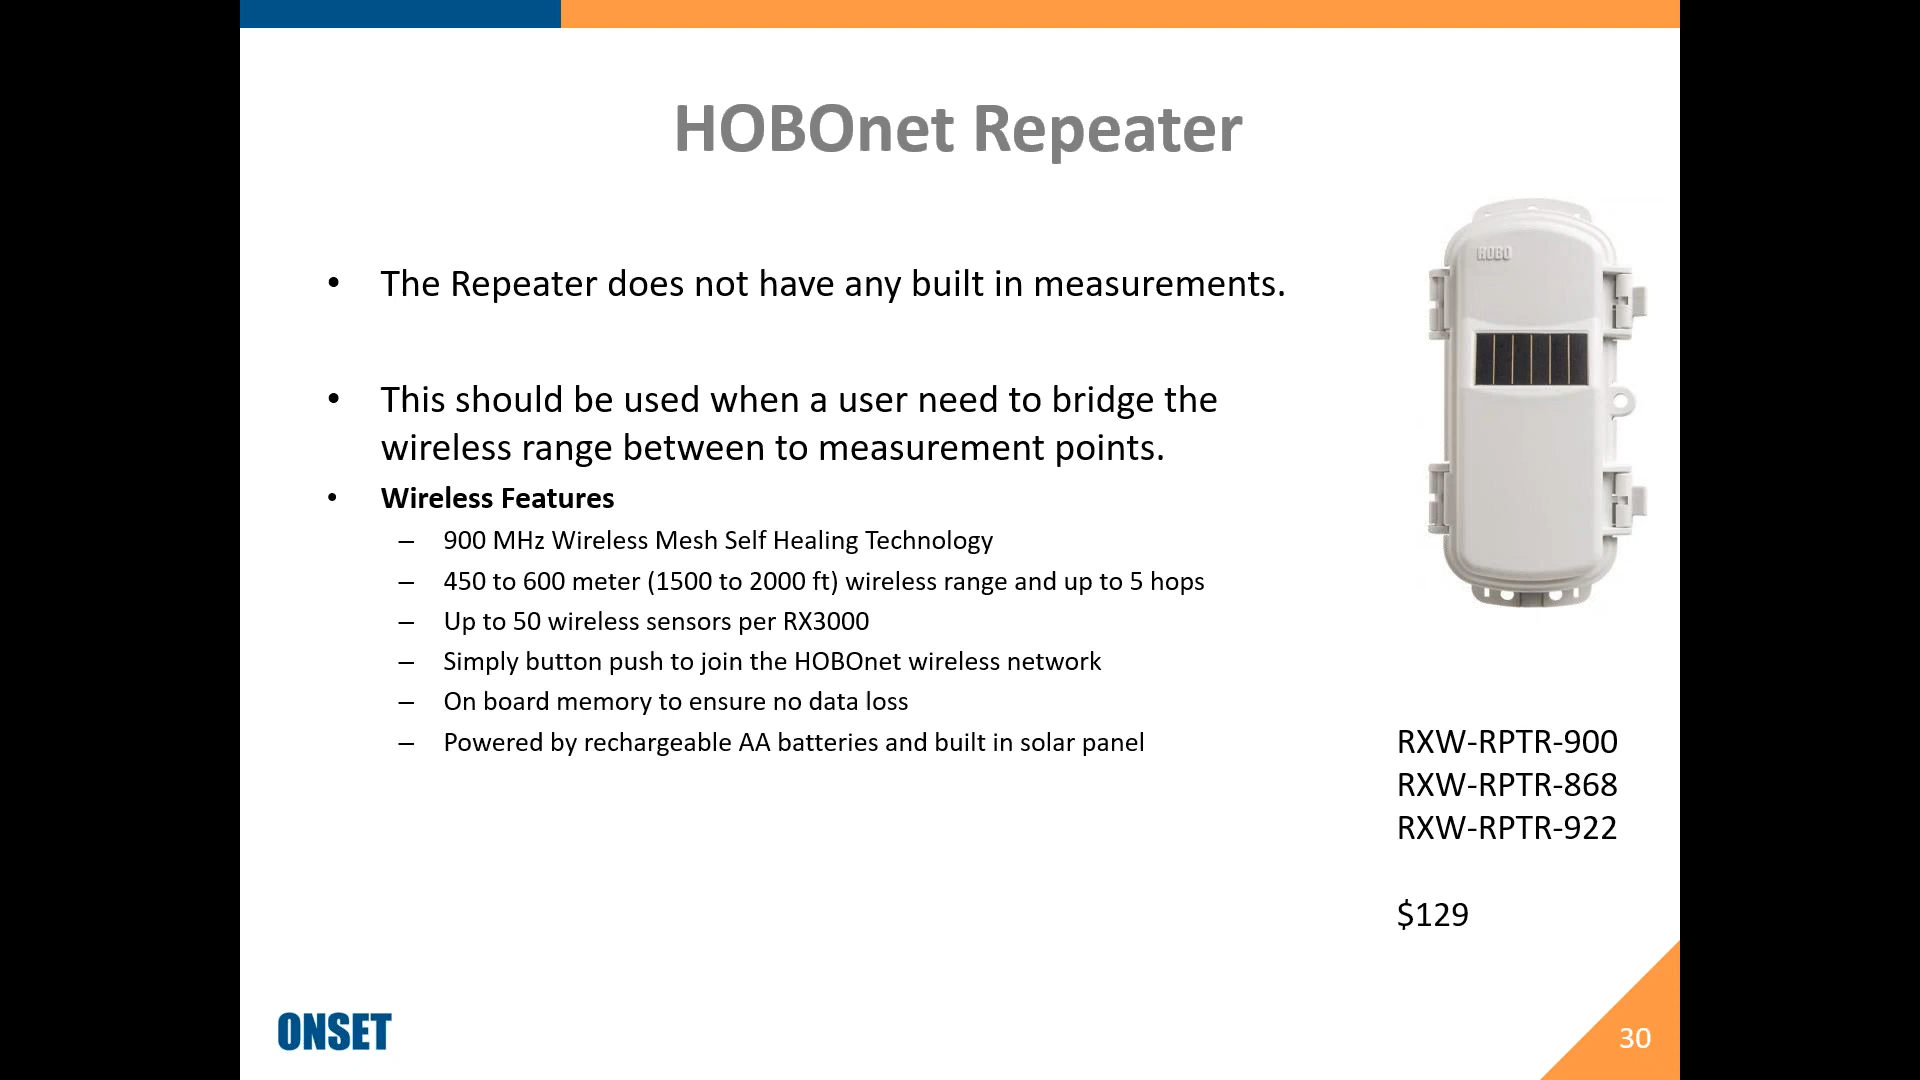 HOBOnet Repeater
• The Repeater does not have any built in measurements.
• This should be used when a user need to bridge the
wireless range between to measurement points.
• Wireless Features
– 900 MHz Wireless Mesh Self Healing Technology
– 450 to 600 meter (1500 to 2000 ft) wireless range and up to 5 hops
– Up to 50 wireless sensors per RX3000
– Simply button push to join the HOBOnet wireless network
– On board memory to ensure no data loss
– Powered by rechargeable AA batteries and built in solar panel
HOBO
RXW-RPTR-900
RXW-RPTR-868
RXW-RPTR-922
$129
ONSET
30